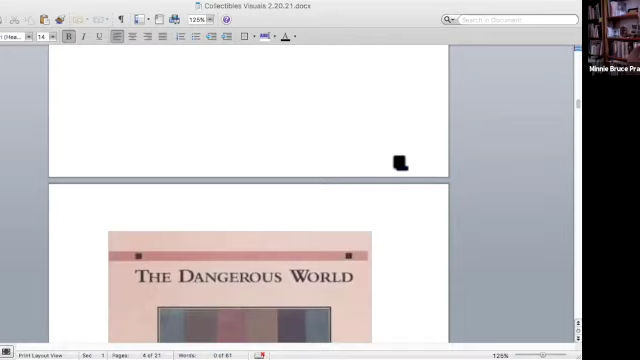 Collectibles Visuals 2.20.21.docx
125%
Search in Document
14
B I U
A
Minnie Bruce Pra
THE DANGEROUS WORLD
Print Layout View Sec 1 Pages: 4 of 21 Words: 0 of 61 125%